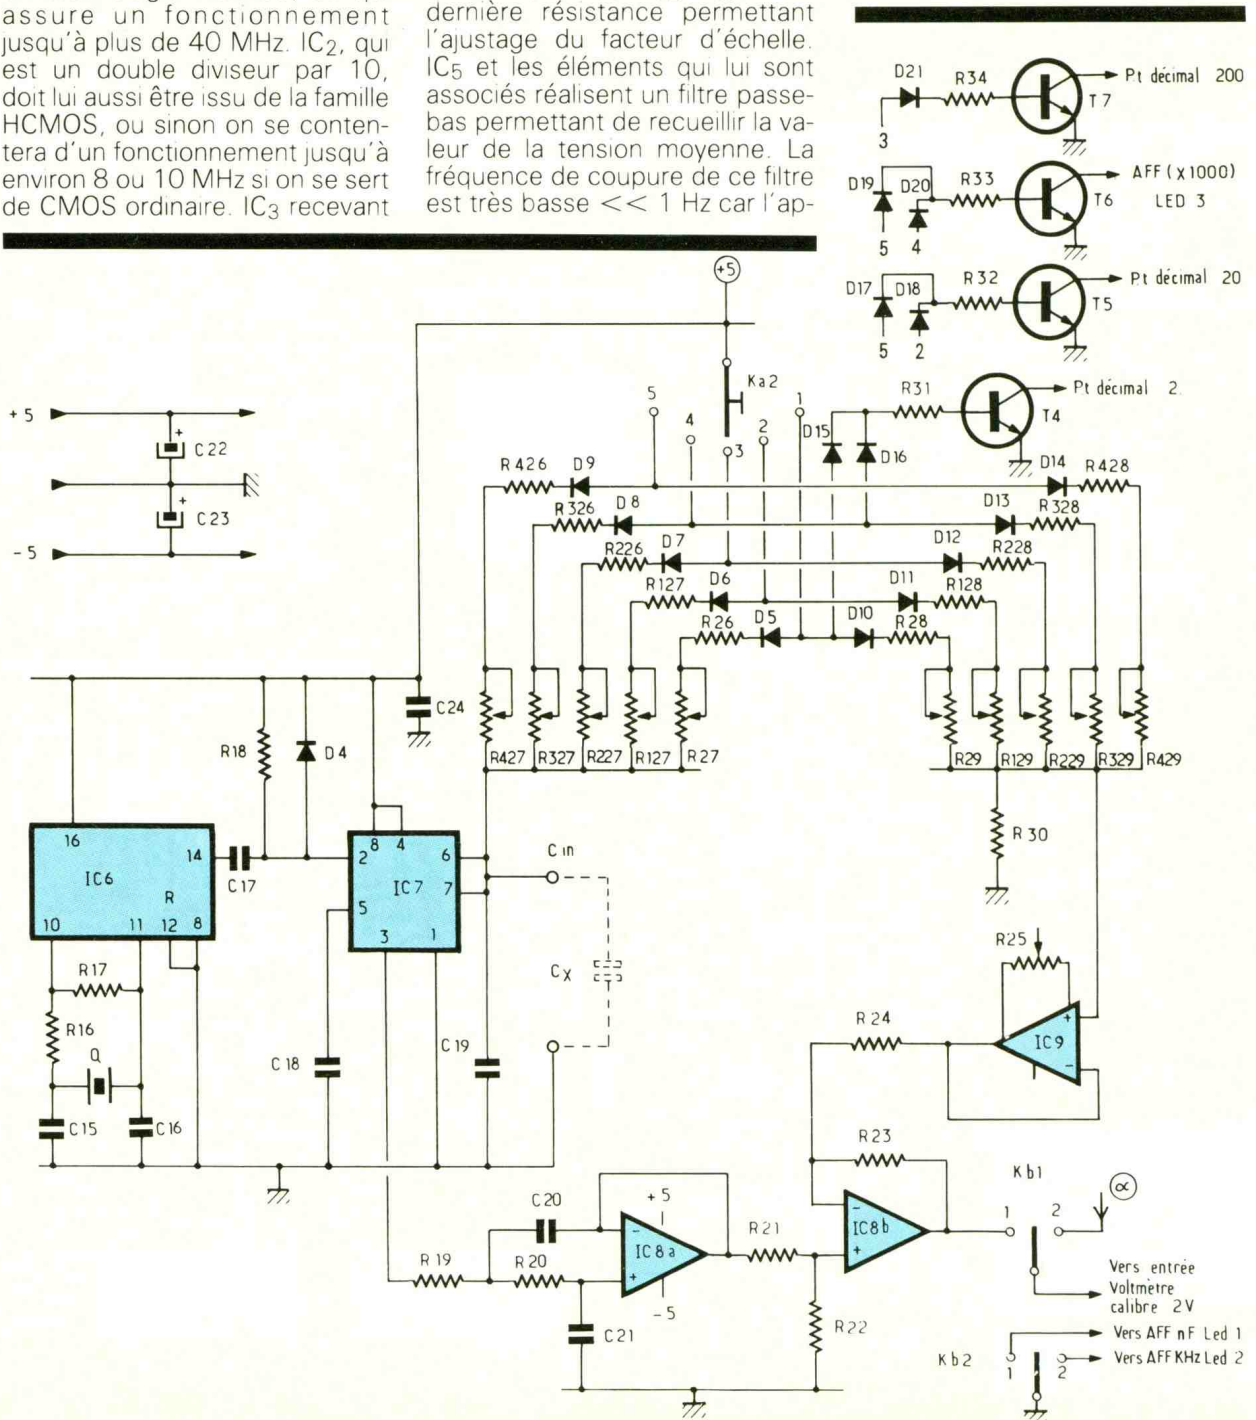 assure un fonctionnement
jusqu'à plus de 40 MHz. IC2, qui
est un double diviseur par 10,
doit lui aussi être issu de la famille
HCMOS, ou sinon on se conten-
tera d'un fonctionnement jusqu'à
environ 8 ou 10 MHz si on se sert
de CMOS ordinaire. IC3 recevant
dernière résistance permettant
l'ajustage du facteur d'échelle.
IC5 et les éléments qui lui sont
associés réalisent un filtre passe-
bas permettant de recueillir la va-
leur de la tension moyenne. La
fréquence de coupure de ce filtre
est très basse << 1 Hz car l'ap-
D21 R34 T7 Pt décimal 200
3
D19 D20 R33 T6 AFF (x1000)
LED 3
5 4
D17 D18 R32 T5 Pt décimal 20
5 2
R31 T4 Pt décimal 2
+5
Ka2
5 4 3 2 1
D15 D16
+5
C22
+
C23
+
-5
R426 D9 D14 R428
R326 D8 D13 R328
R226 D7 D12 R228
R127 D6 D11 R128
R26 D5 D10 R28
C24
R427 R327 R227 R127 R27
R29 R129 R229 R329 R429
R18 D4
R30
16 14 IC6 R 10 11 12 8
C17
8 4 2 6 IC7 7 5 3 1
C in
Cx
R17
R16
Q
C15 C16
C18
C19
R25
+ IC9 -
R24
R23
- IC8b +
Kb1
1 2
∝
Vers entrée
Voltmètre
calibre 2V
C20
+5
- IC8a +
-5
R19 R20
C21
R21
R22
Kb2
1 2
Vers AFF nF Led 1
Vers AFF KHz Led 2